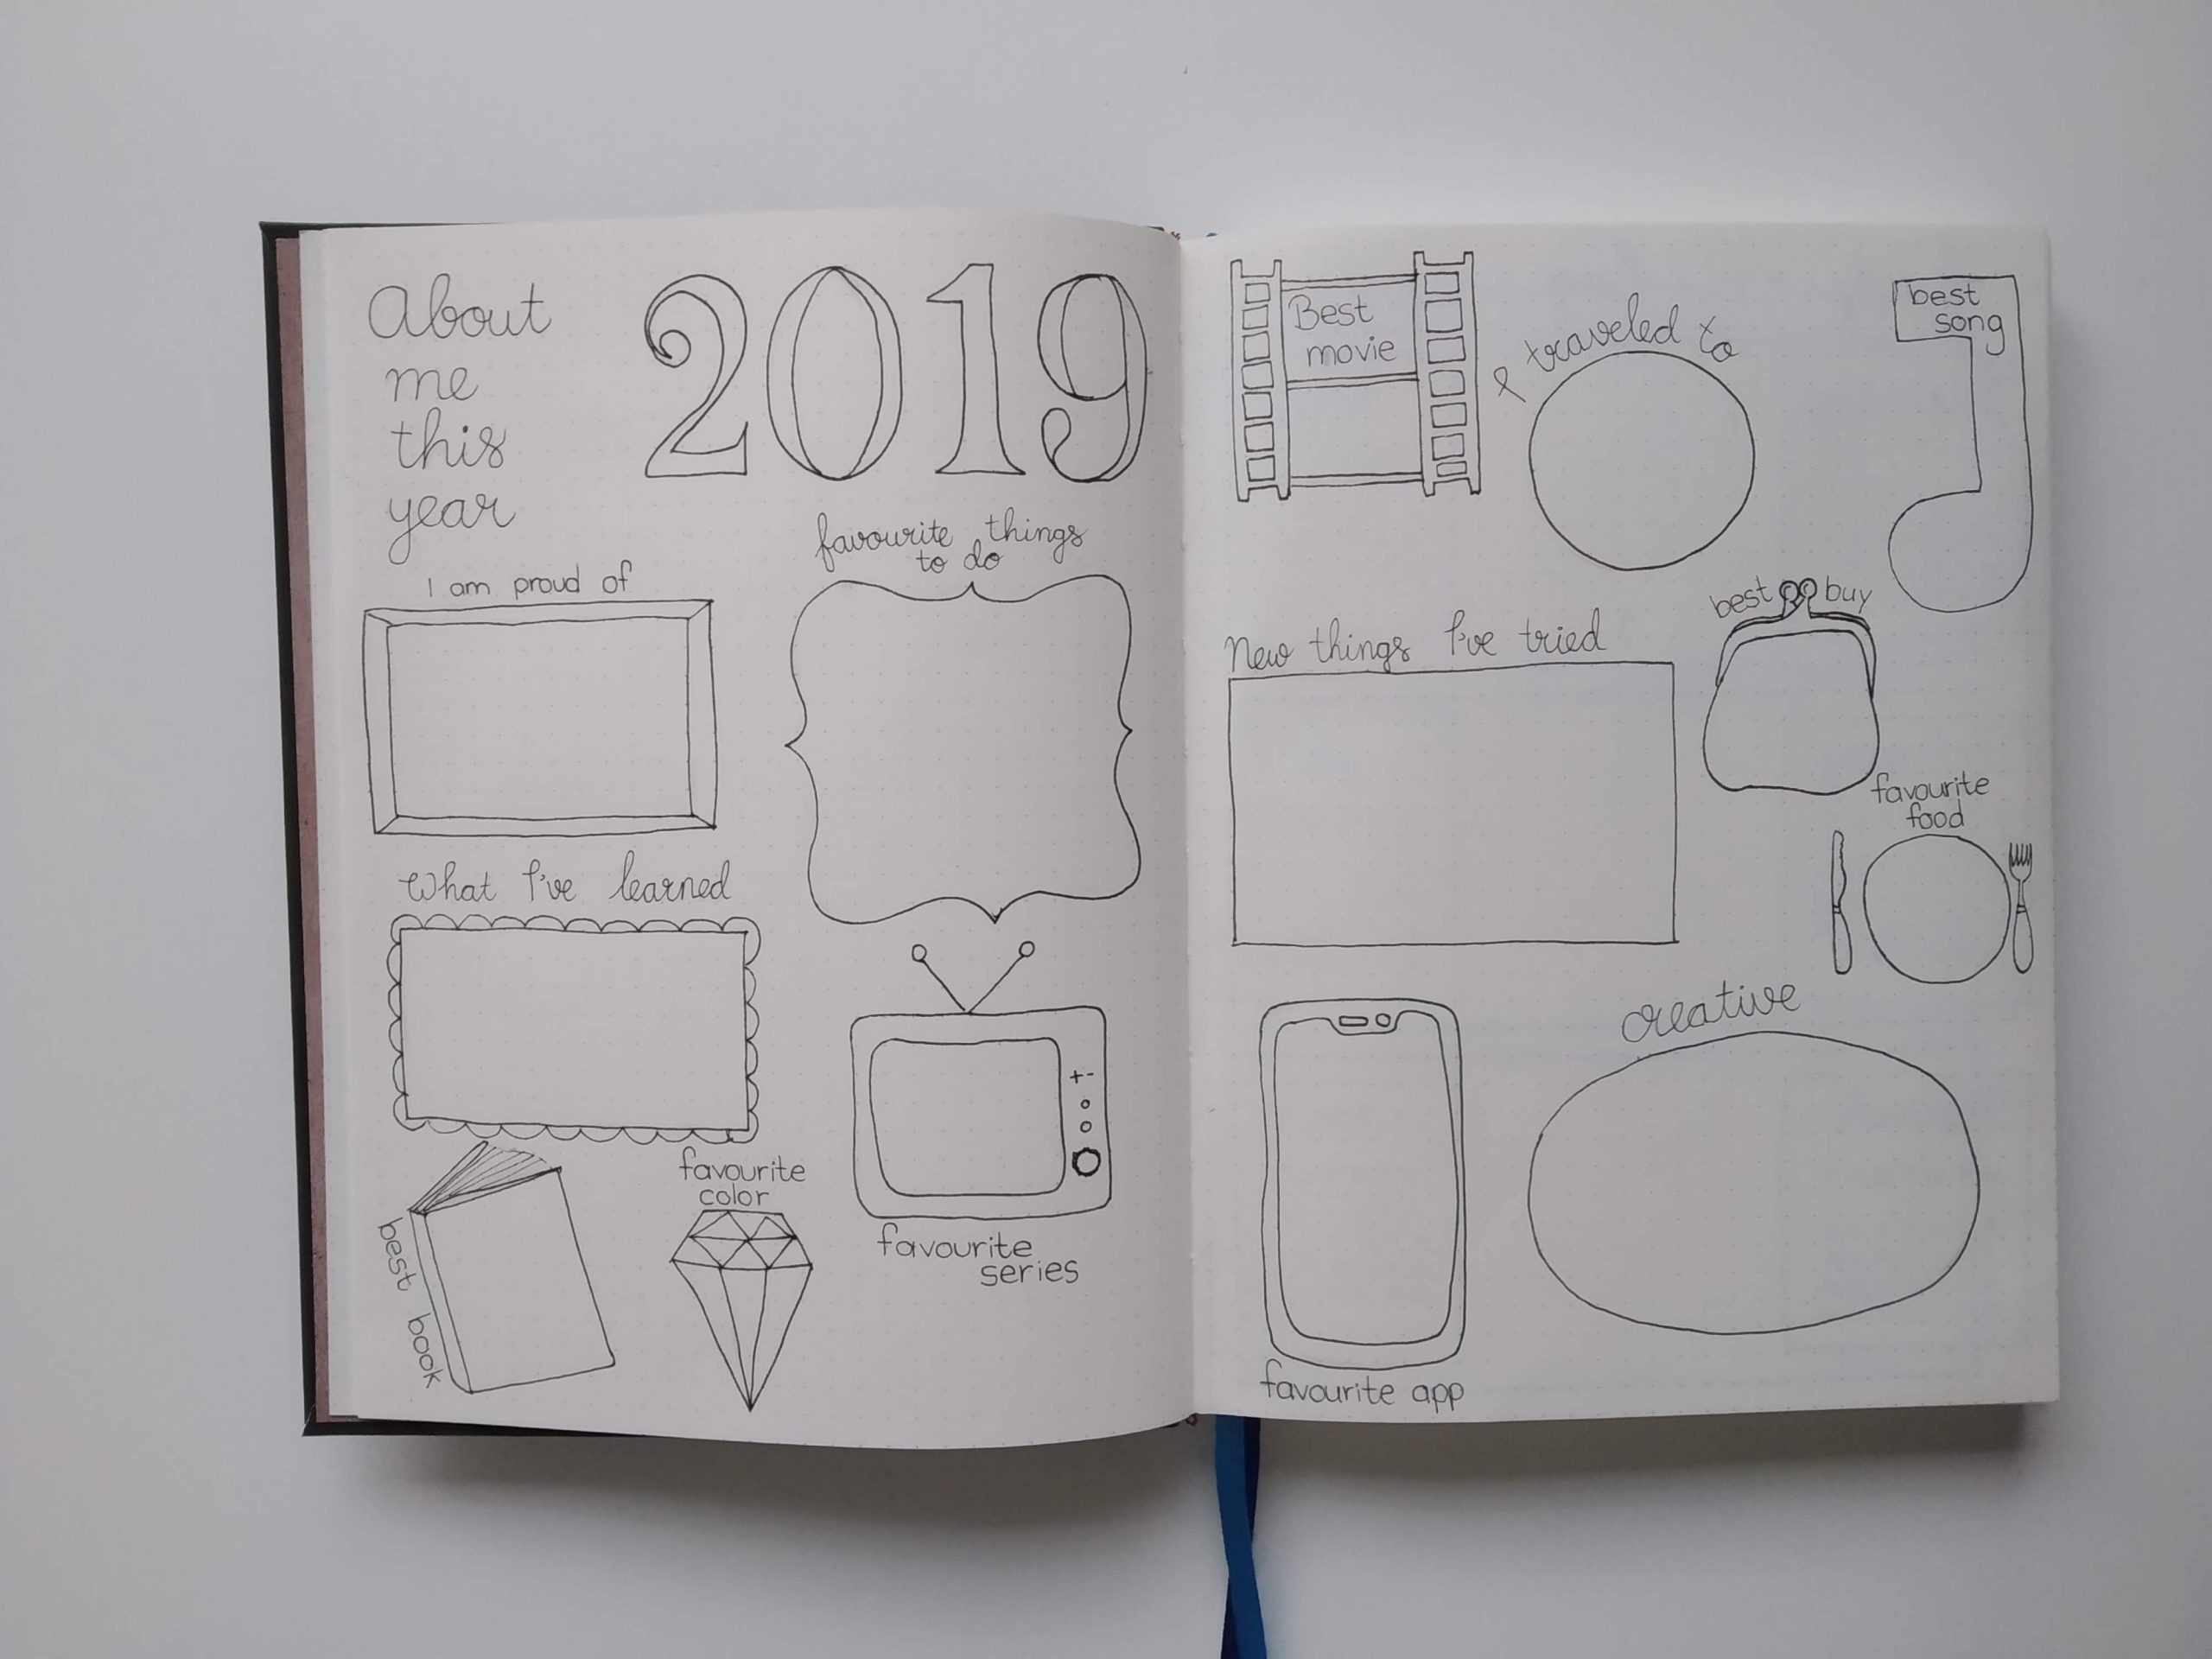 About
me
this
year
2019
I am proud of
favourite things
to do
What I've learned
best book
favourite
color
+ -
favourite
series
Best
movie
I traveled to
best
song
New things I've tried
best buy
favourite
food
creative
favourite app